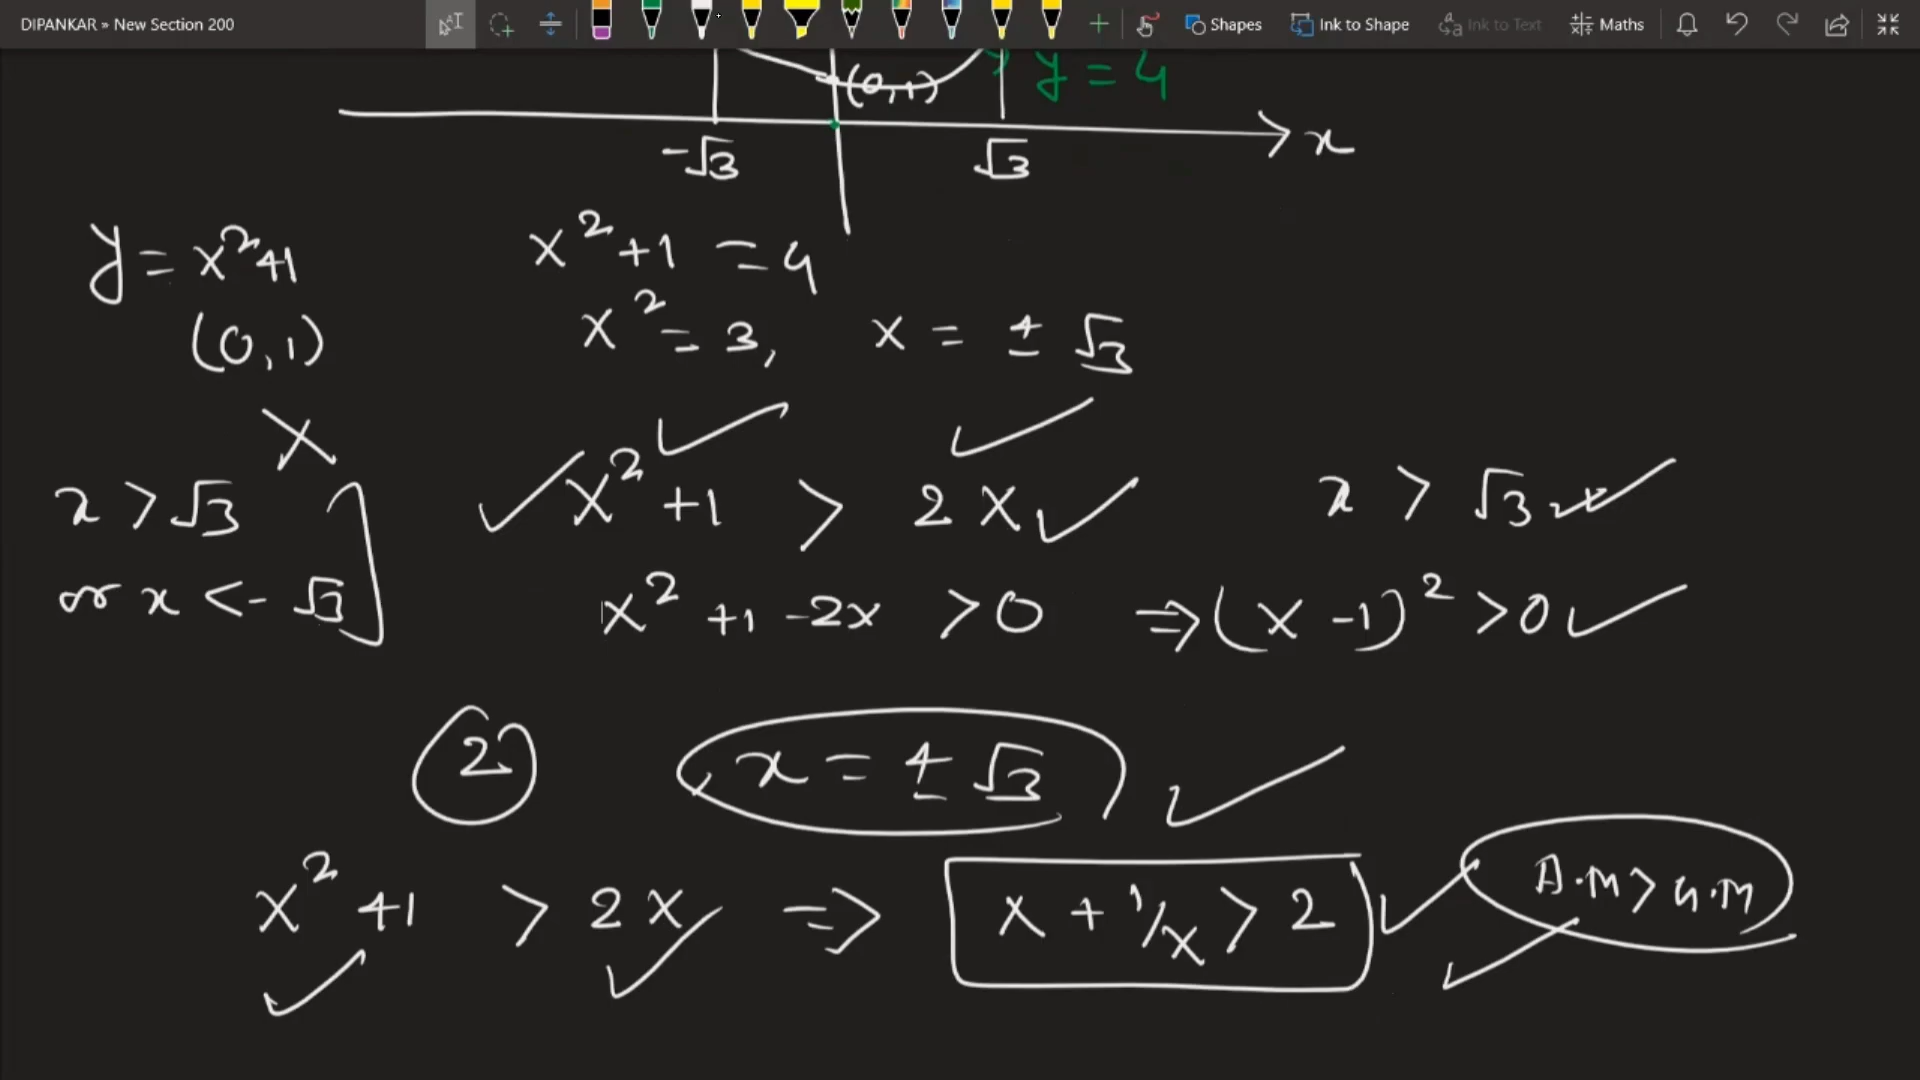 DIPANKAR » New Section 200
Shapes
Ink to Shape
Ink to Text
Maths
(0,1)
y = 4
-√3
√3
x
y = x²+1
x²+1 = 4
(0,1)
x² = 3, x = ± √3
x > √3
x² + 1 > 2x
x > √3
or x < - √3
x² + 1 - 2x > 0 ⇒ (x - 1)² > 0
2
x = ± √3
x² + 1 > 2x ⇒ x + 1/x > 2
A.M > G.M